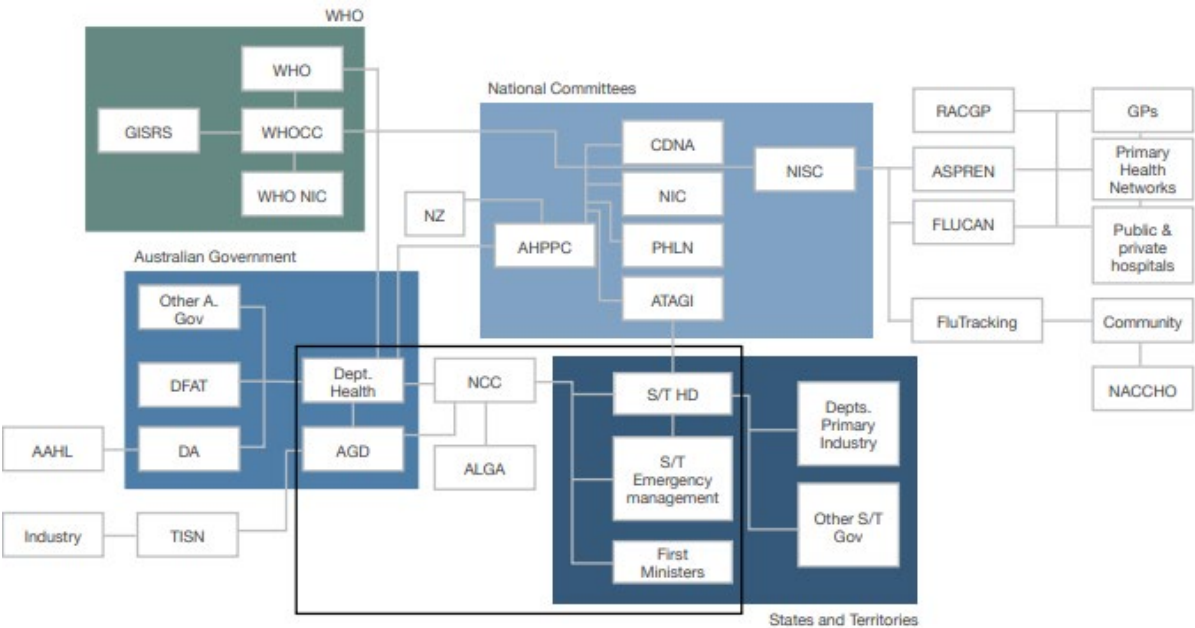 WHO
WHO
GISRS
WHOCC
WHO NIC
National Committees
CDNA
NIC
PHLN
ATAGI
AHPPC
NISC
NZ
RACGP
ASPREN
FLUCAN
FluTracking
GPs
Primary
Health
Networks
Public &
private
hospitals
Community
NACCHO
Australian Government
Other A.
Gov
DFAT
DA
Dept.
Health
AGD
AAHL
Industry
TISN
NCC
ALGA
S/T HD
S/T
Emergency
management
First
Ministers
Depts.
Primary
Industry
Other S/T
Gov
States and Territories